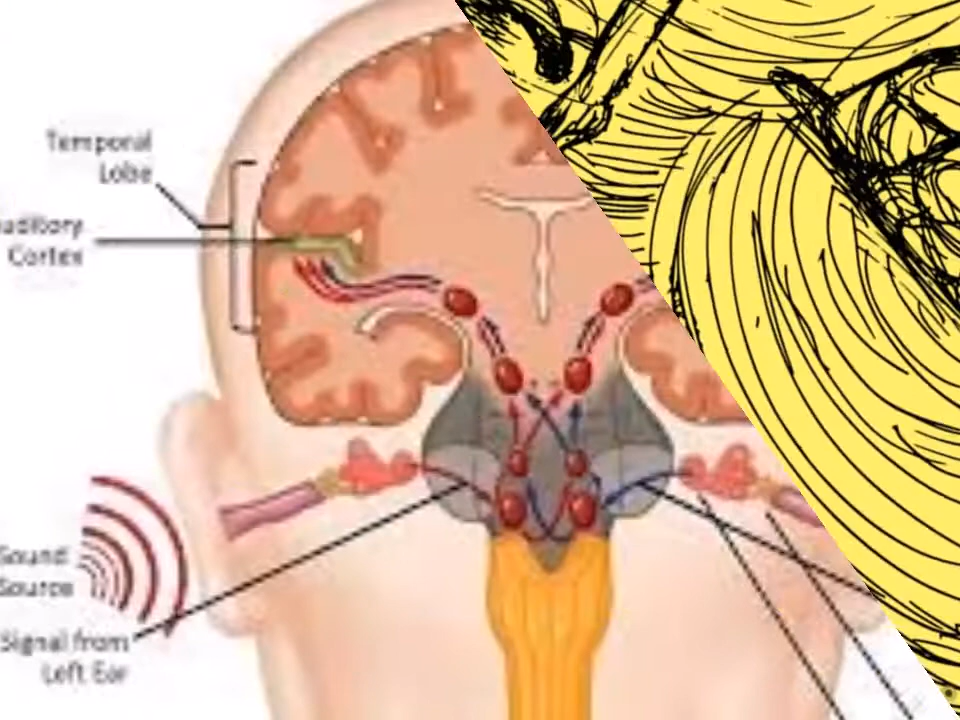 Temporal
Lobe
uditory
Cortex
Sound
Source
Signal from
Left Ear